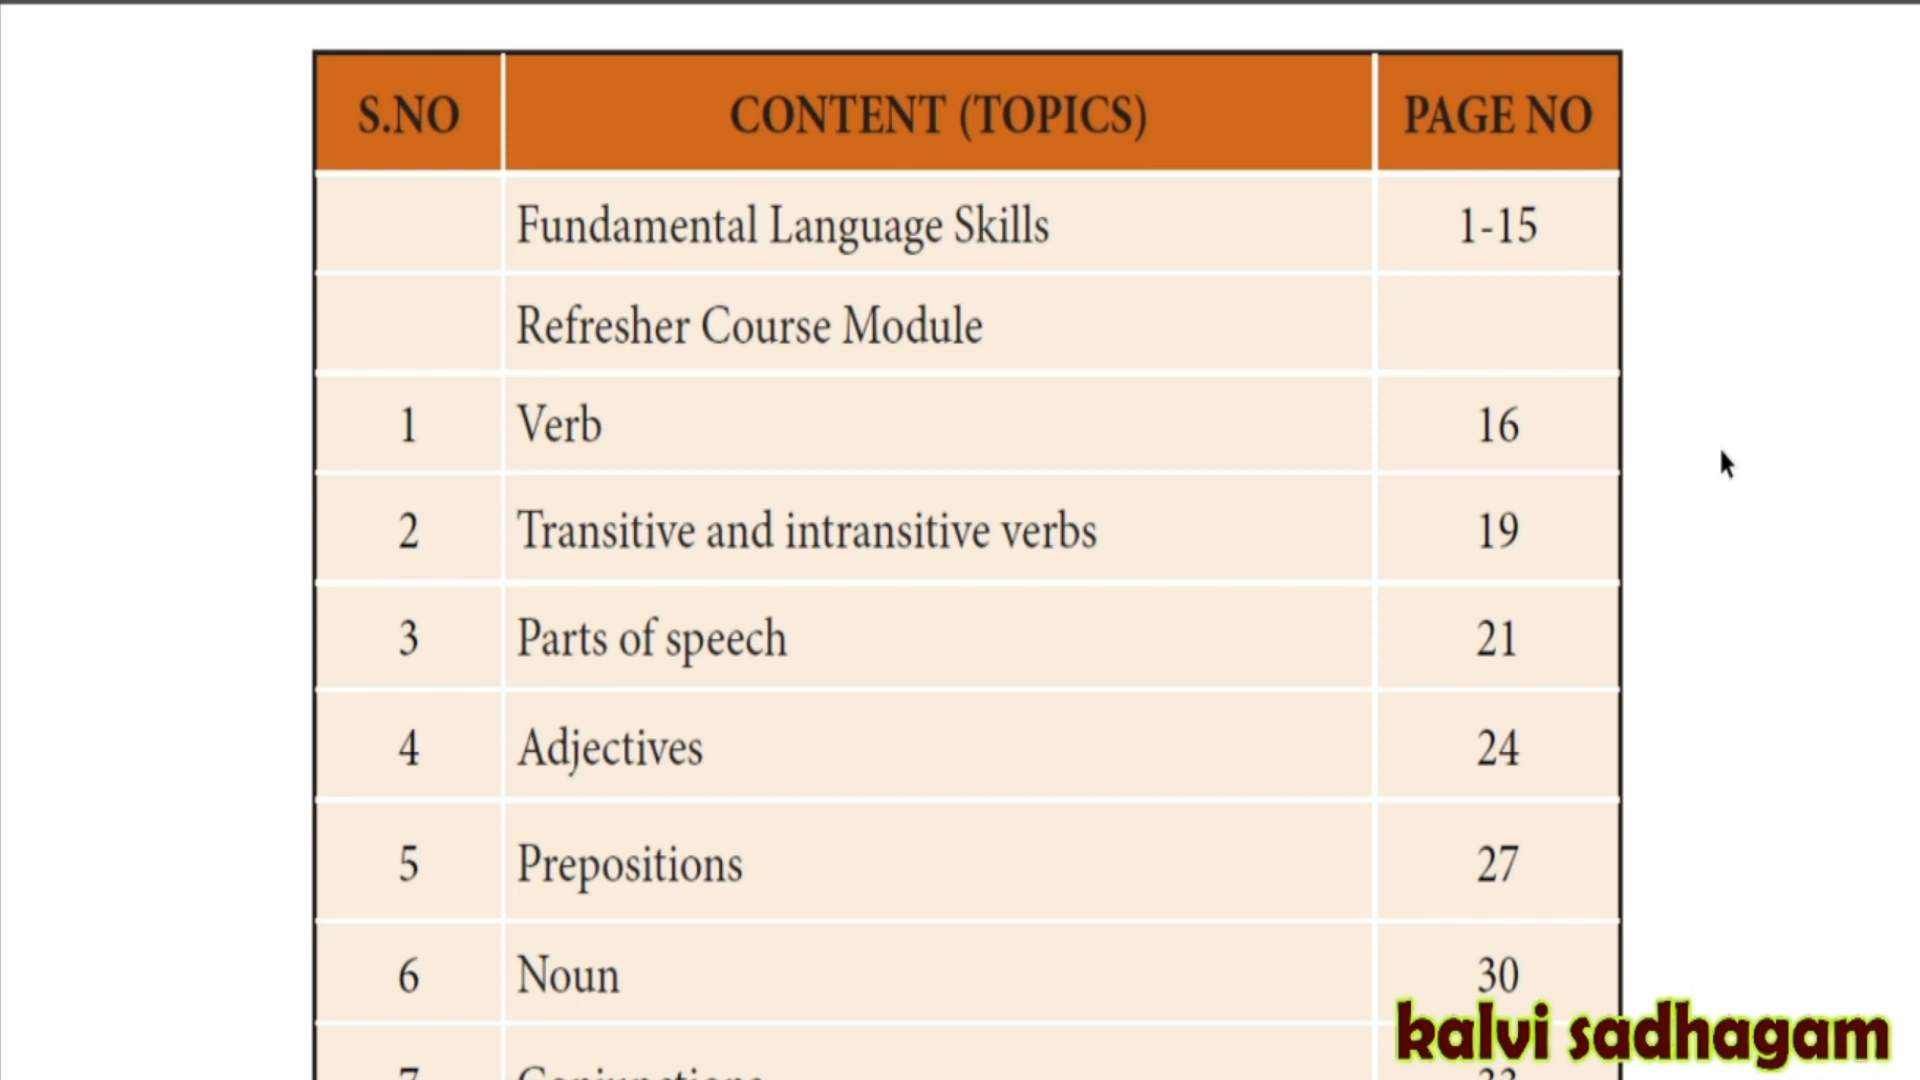 S.NO CONTENT (TOPICS) PAGE NO
Fundamental Language Skills 1-15
Refresher Course Module
1 Verb 16
2 Transitive and intransitive verbs 19
3 Parts of speech 21
4 Adjectives 24
5 Prepositions 27
6 Noun 30
kalvi sadhagam